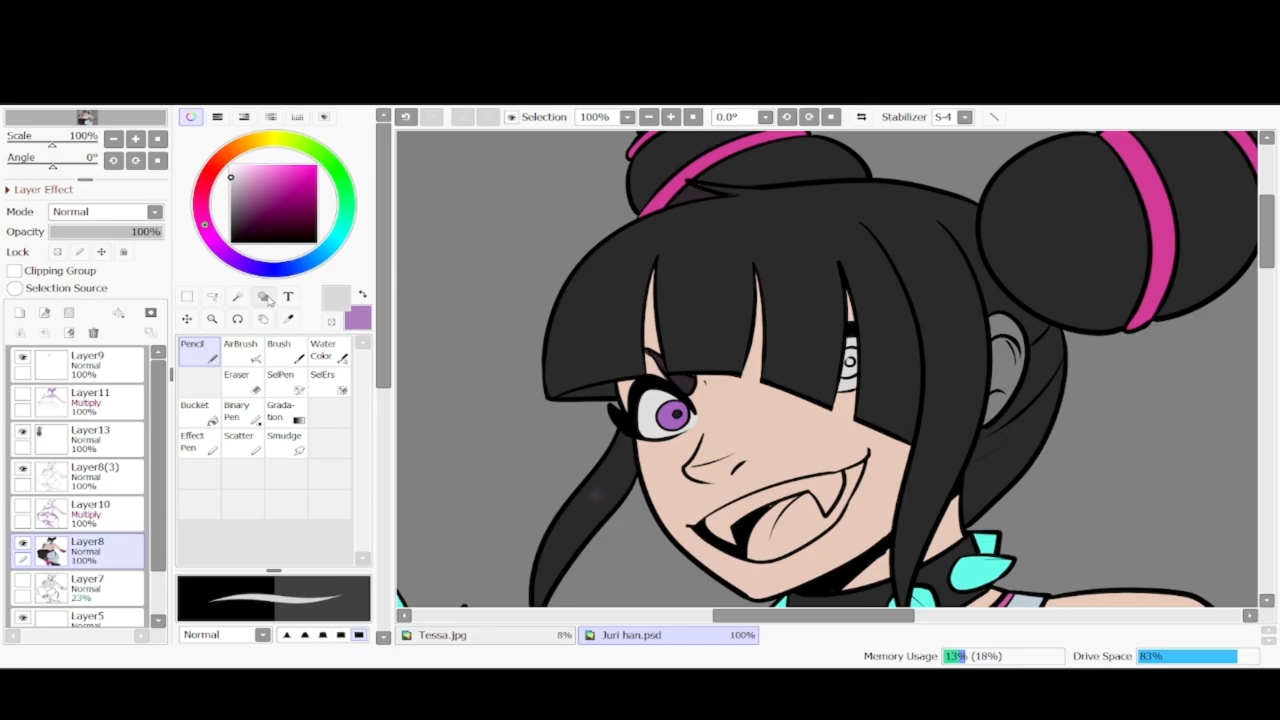 Selection 100% 0.0° Stabilizer S-4
Scale 100%
Angle 0°
Layer Effect
Mode Normal
Opacity 100%
Lock
Clipping Group
Selection Source
Layer9
Normal
100%
Layer11
Multiply
100%
Layer13
Normal
100%
Layer8(3)
Normal
100%
Layer10
Multiply
100%
Layer8
Normal
100%
Layer7
Normal
23%
Layer5
Normal
T
Pencil AirBrush Brush Water
Color
Eraser SelPen SelErs
Bucket Binary Grada-
Pen tion
Effect Scatter Smudge
Pen
Normal
Tessa.jpg 8% Juri han.psd 100%
Memory Usage 13% (18%) Drive Space 83%